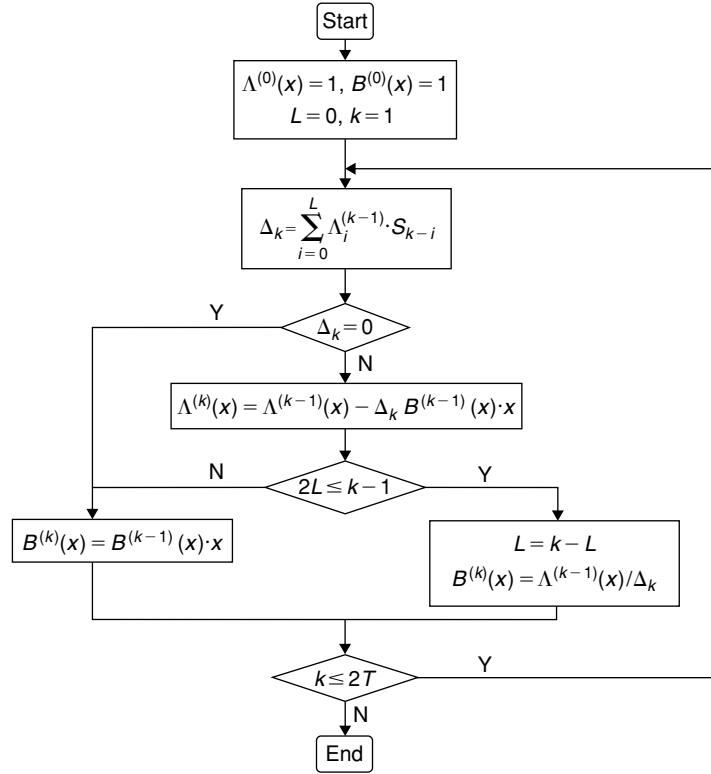 Start
Λ^(0)(x) = 1, B^(0)(x) = 1
L = 0, k = 1
Δ_k = ∑_{i=0}^{L} Λ_i^(k−1)·S_{k−i}
Y
Δ_k = 0
N
Λ^(k)(x) = Λ^(k−1)(x) − Δ_k B^(k−1)(x)·x
N
2L ≤ k−1
Y
B^(k)(x) = B^(k−1)(x)·x
L = k − L
B^(k)(x) = Λ^(k−1)(x)/Δ_k
k ≤ 2T
Y
N
End